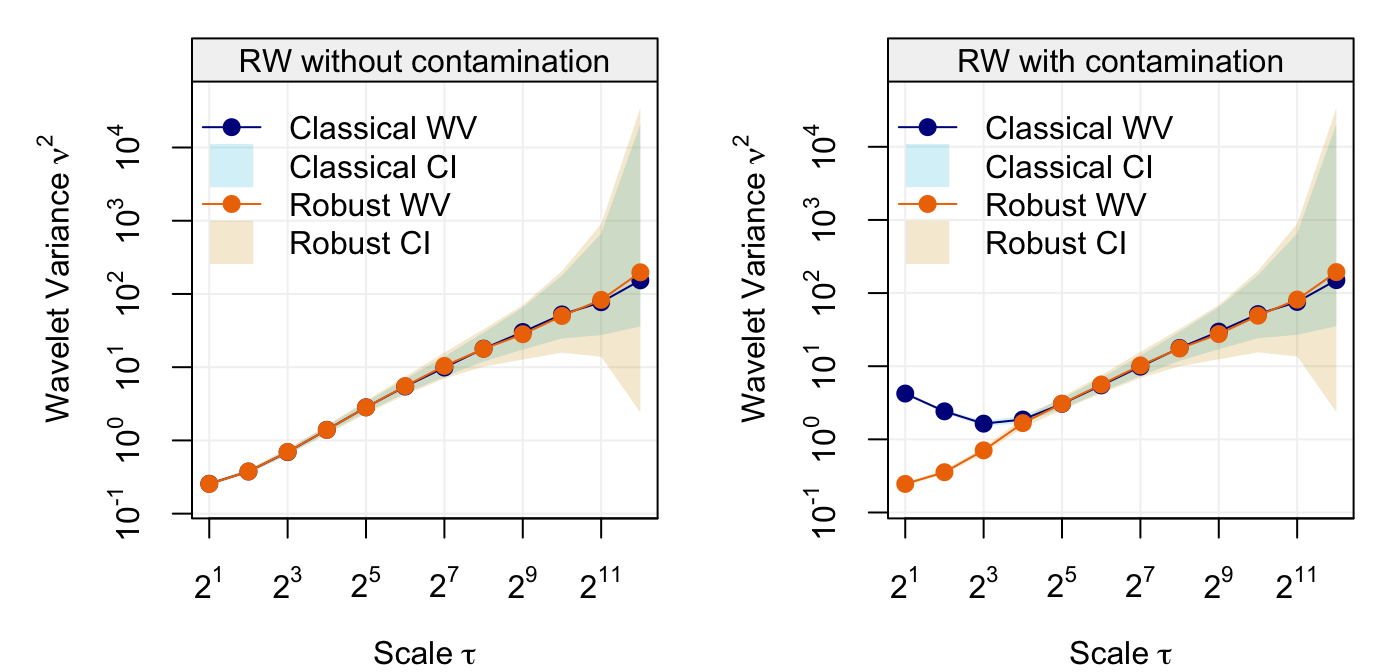 RW without contamination
Classical WV
Classical CI
Robust WV
Robust CI
Wavelet Variance ν²
10⁴
10³
10²
10¹
10⁰
10⁻¹
2¹ 2³ 2⁵ 2⁷ 2⁹ 2¹¹
Scale τ
RW with contamination
Classical WV
Classical CI
Robust WV
Robust CI
Wavelet Variance ν²
10⁴
10³
10²
10¹
10⁰
10⁻¹
2¹ 2³ 2⁵ 2⁷ 2⁹ 2¹¹
Scale τ